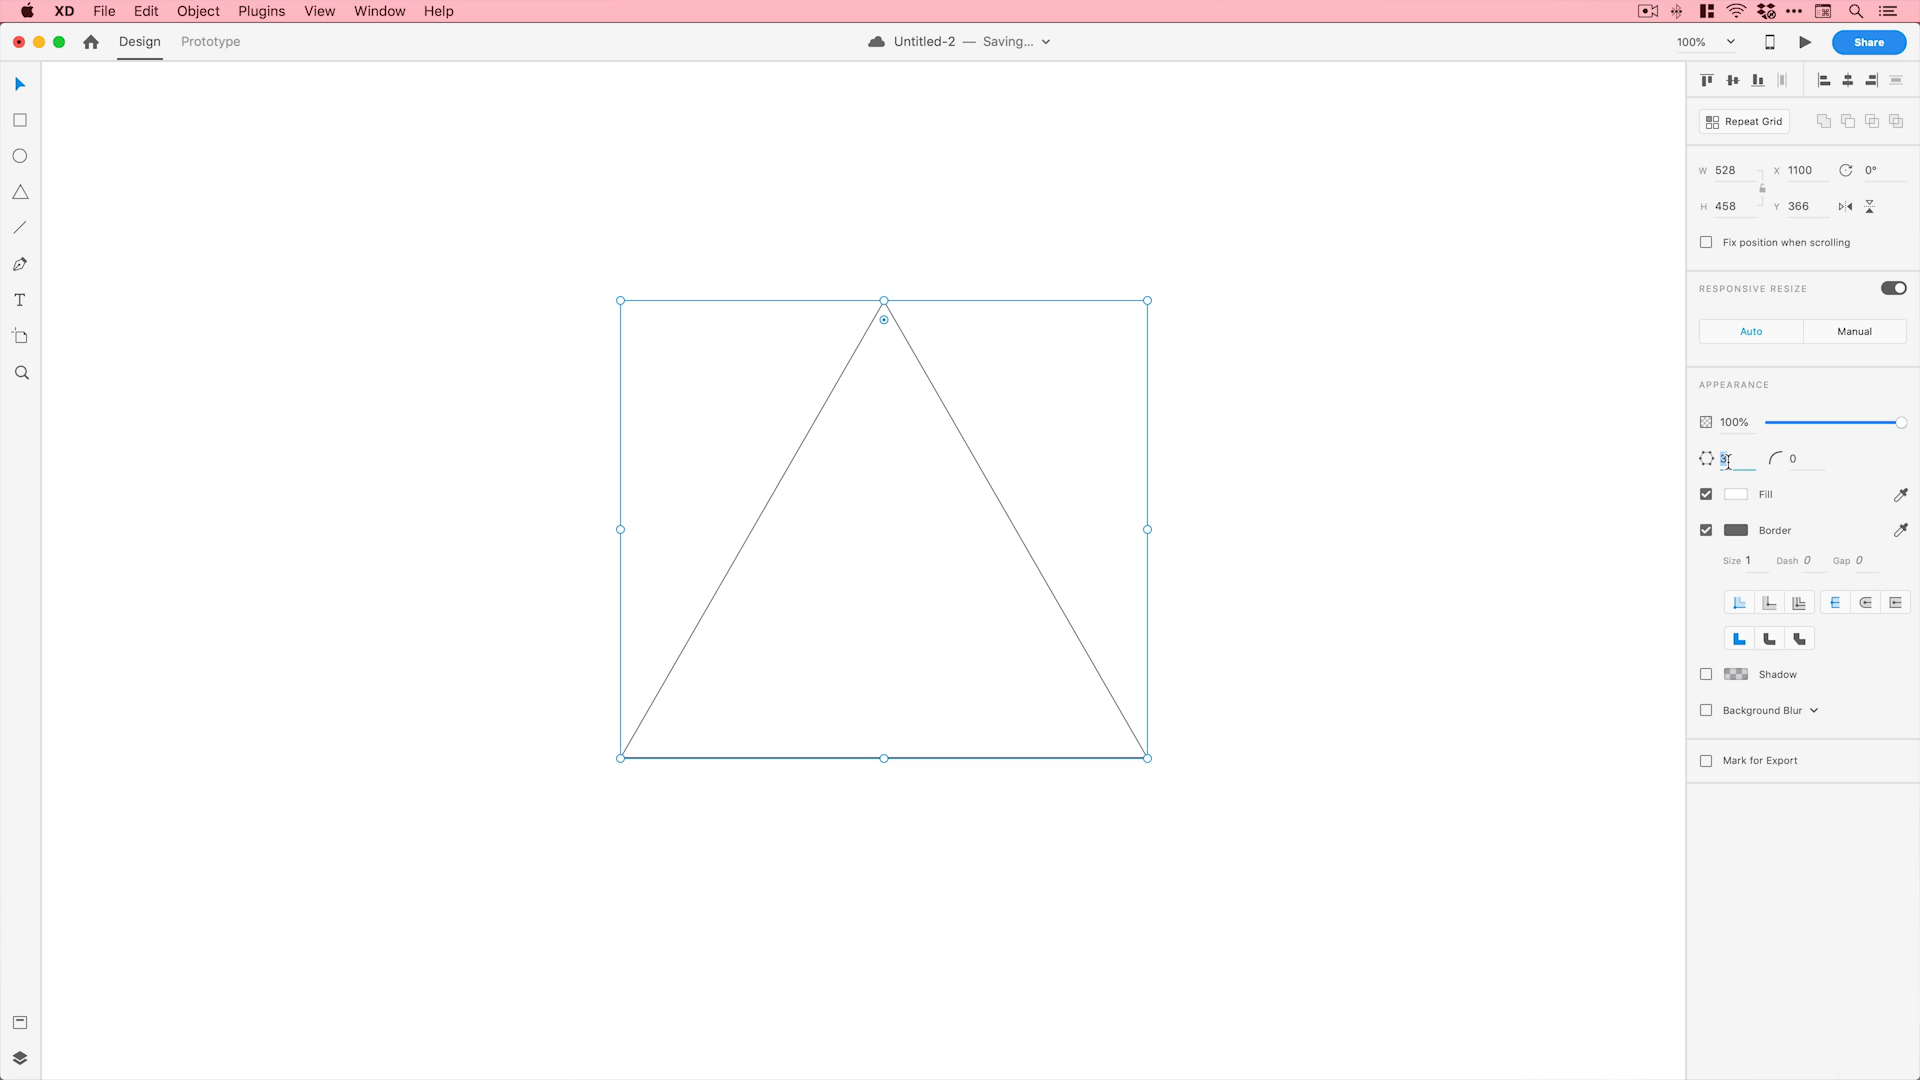 XD File Edit Object Plugins View Window Help
Design Prototype
Untitled-2 — Saving...
100%
Share
Repeat Grid
W 528 X 1100 0°
H 458 Y 366
Fix position when scrolling
RESPONSIVE RESIZE
Auto Manual
APPEARANCE
100%
3 0
Fill
Border
Size 1 Dash 0 Gap 0
Shadow
Background Blur
Mark for Export